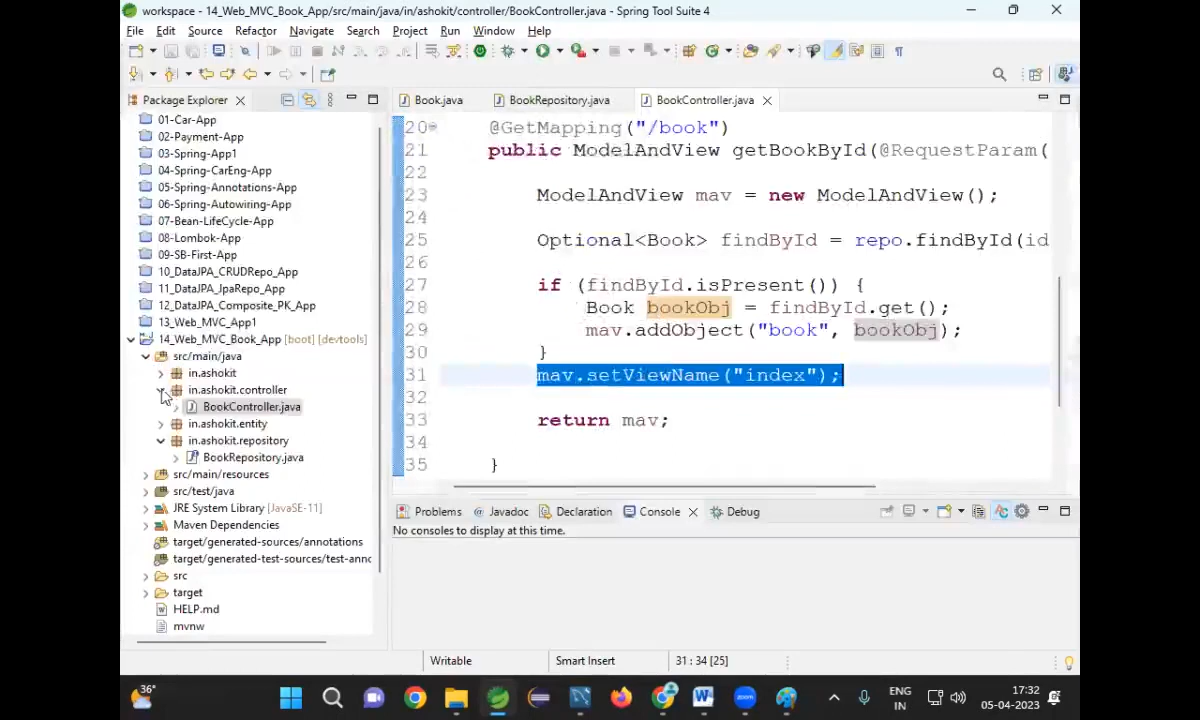 workspace - 14_Web_MVC_Book_App/src/main/java/in/ashokit/controller/BookController.java - Spring Tool Suite 4
File Edit Source Refactor Navigate Search Project Run Window Help
Package Explorer
Book.java
BookRepository.java
BookController.java
01-Car-App
02-Payment-App
03-Spring-App1
04-Spring-CarEng-App
05-Spring-Annotations-App
06-Spring-Autowiring-App
07-Bean-LifeCycle-App
08-Lombok-App
09-SB-First-App
10_DataJPA_CRUDRepo_App
11_DataJPA_JpaRepo_App
12_DataJPA_Composite_PK_App
13_Web_MVC_App1
14_Web_MVC_Book_App [boot] [devtools]
src/main/java
in.ashokit
in.ashokit.controller
BookController.java
in.ashokit.entity
in.ashokit.repository
BookRepository.java
src/main/resources
src/test/java
JRE System Library [JavaSE-11]
Maven Dependencies
target/generated-sources/annotations
target/generated-test-sources/test-anno
src
target
HELP.md
mvnw
20 @GetMapping("/book")
21 public ModelAndView getBookById(@RequestParam(
22
23 ModelAndView mav = new ModelAndView();
24
25 Optional<Book> findById = repo.findById(id
26
27 if (findById.isPresent()) {
28 Book bookObj = findById.get();
29 mav.addObject("book", bookObj);
30 }
31 mav.setViewName("index");
32
33 return mav;
34
35 }
Problems @ Javadoc Declaration Console Debug
No consoles to display at this time.
Writable Smart Insert 31 : 34 [25]
36°
ENG
IN
17:32
05-04-2023